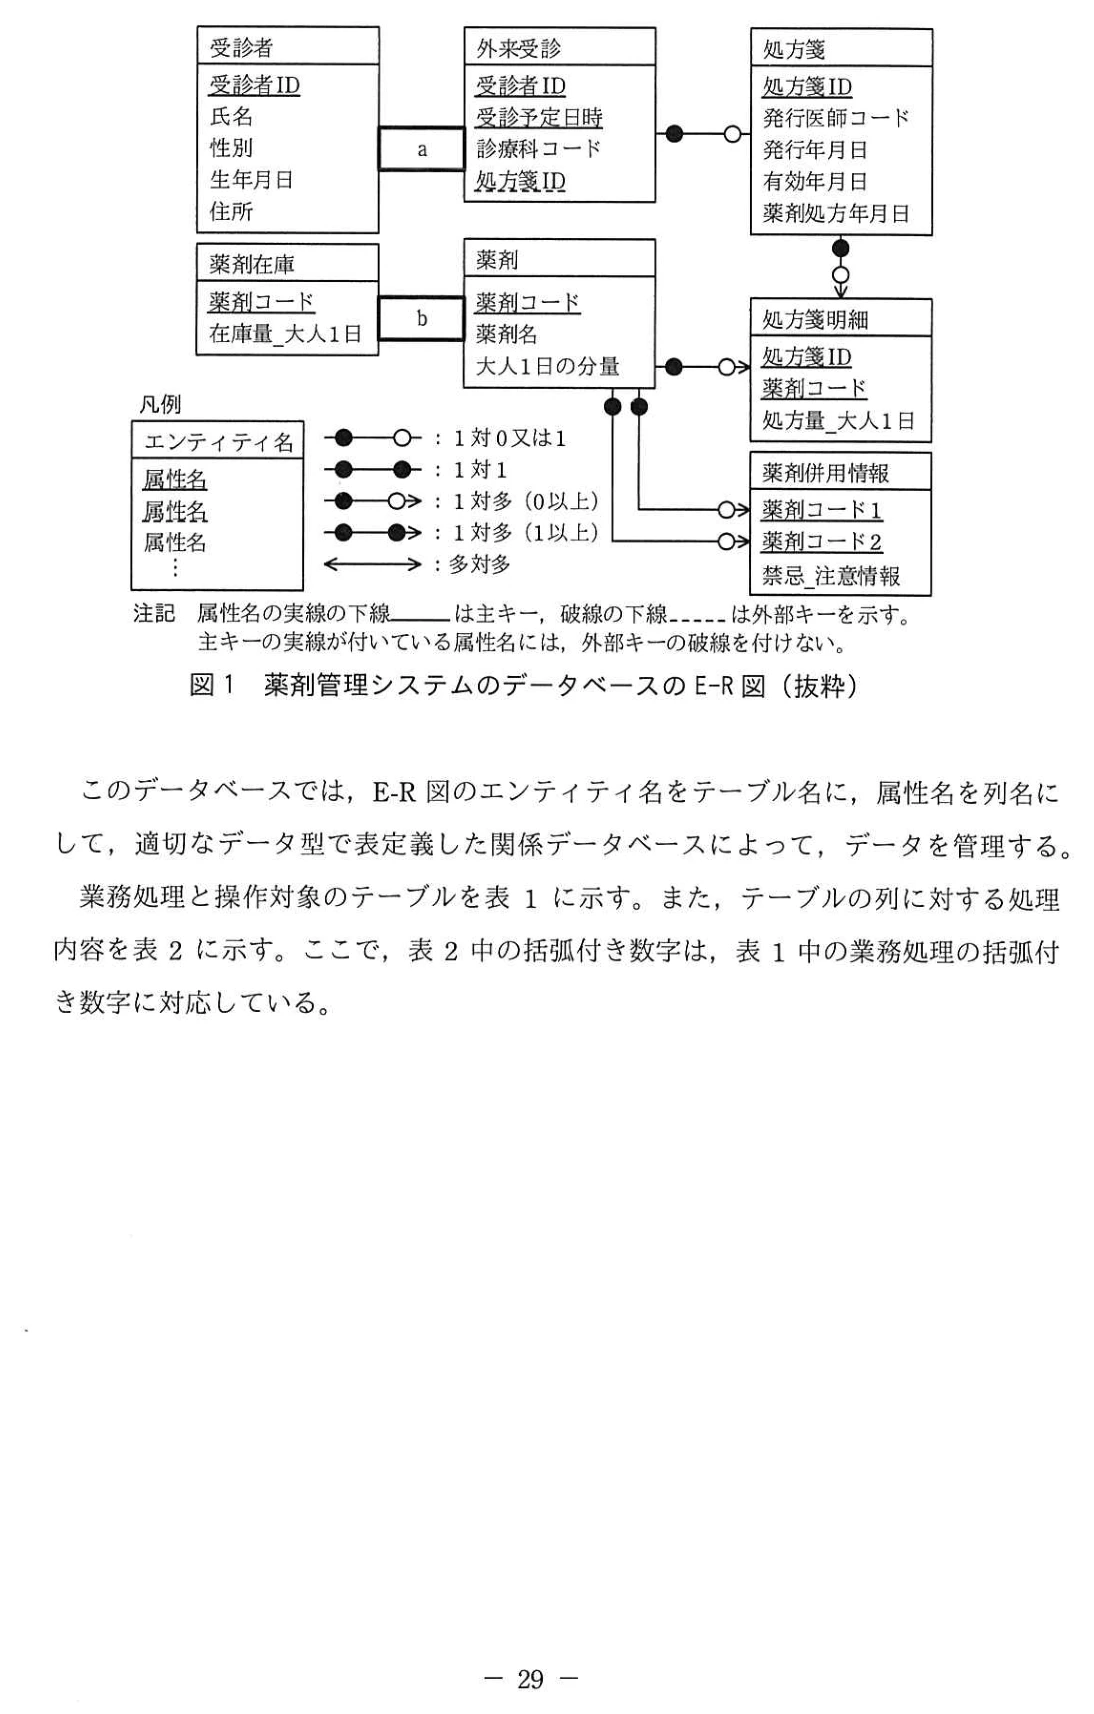 受診者
受診者ID
氏名
性別
生年月日
住所
a
外来受診
受診者ID
受診予定日時
診療科コード
処方箋ID
処方箋
処方箋ID
発行医師コード
発行年月日
有効年月日
薬剤処方年月日
薬剤在庫
薬剤コード
在庫量_大人1日
b
薬剤
薬剤コード
薬剤名
大人1日の分量
処方箋明細
処方箋ID
薬剤コード
処方量_大人1日
薬剤併用情報
薬剤コード1
薬剤コード2
禁忌_注意情報
凡例
エンティティ名
属性名
属性名
属性名
⋮
：1対0又は1
：1対1
：1対多（0以上）
：1対多（1以上）
：多対多
注記　属性名の実線の下線____は主キー，破線の下線-----は外部キーを示す。
主キーの実線が付いている属性名には，外部キーの破線を付けない。
図1　薬剤管理システムのデータベースのE-R図（抜粋）
このデータベースでは，E-R 図のエンティティ名をテーブル名に，属性名を列名に
して，適切なデータ型で表定義した関係データベースによって，データを管理する。
業務処理と操作対象のテーブルを表 1 に示す。また，テーブルの列に対する処理
内容を表 2 に示す。ここで，表 2 中の括弧付き数字は，表 1 中の業務処理の括弧付
き数字に対応している。
－ 29 －